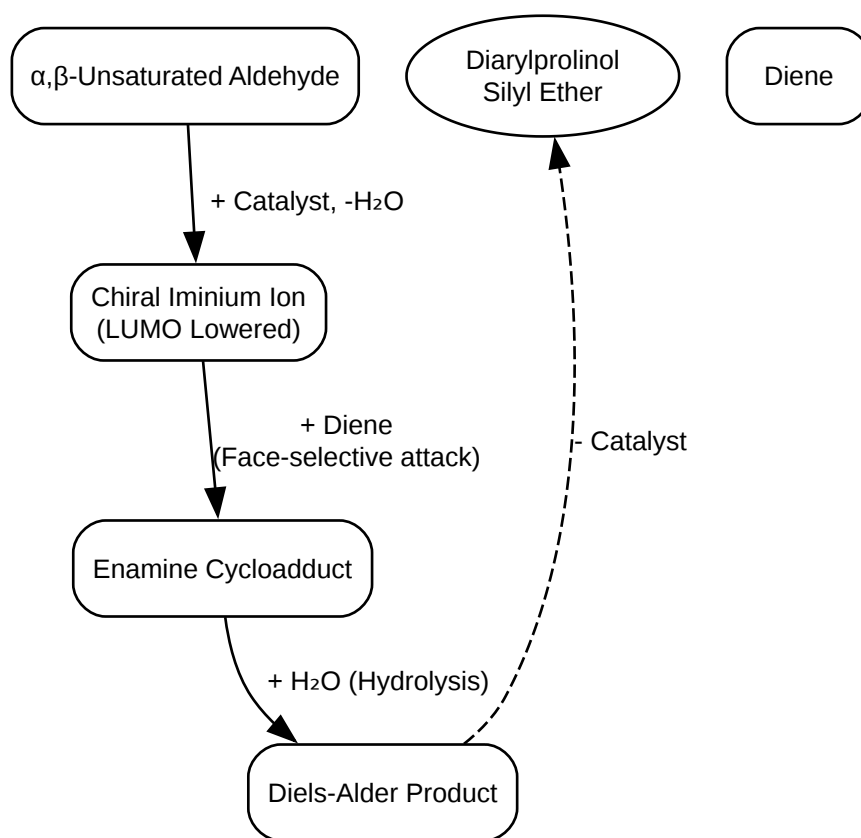 α,β-Unsaturated Aldehyde
Diarylprolinol
Silyl Ether
Diene
+ Catalyst, -H₂O
Chiral Iminium Ion
(LUMO Lowered)
+ Diene
(Face-selective attack)
- Catalyst
Enamine Cycloadduct
+ H₂O (Hydrolysis)
Diels-Alder Product